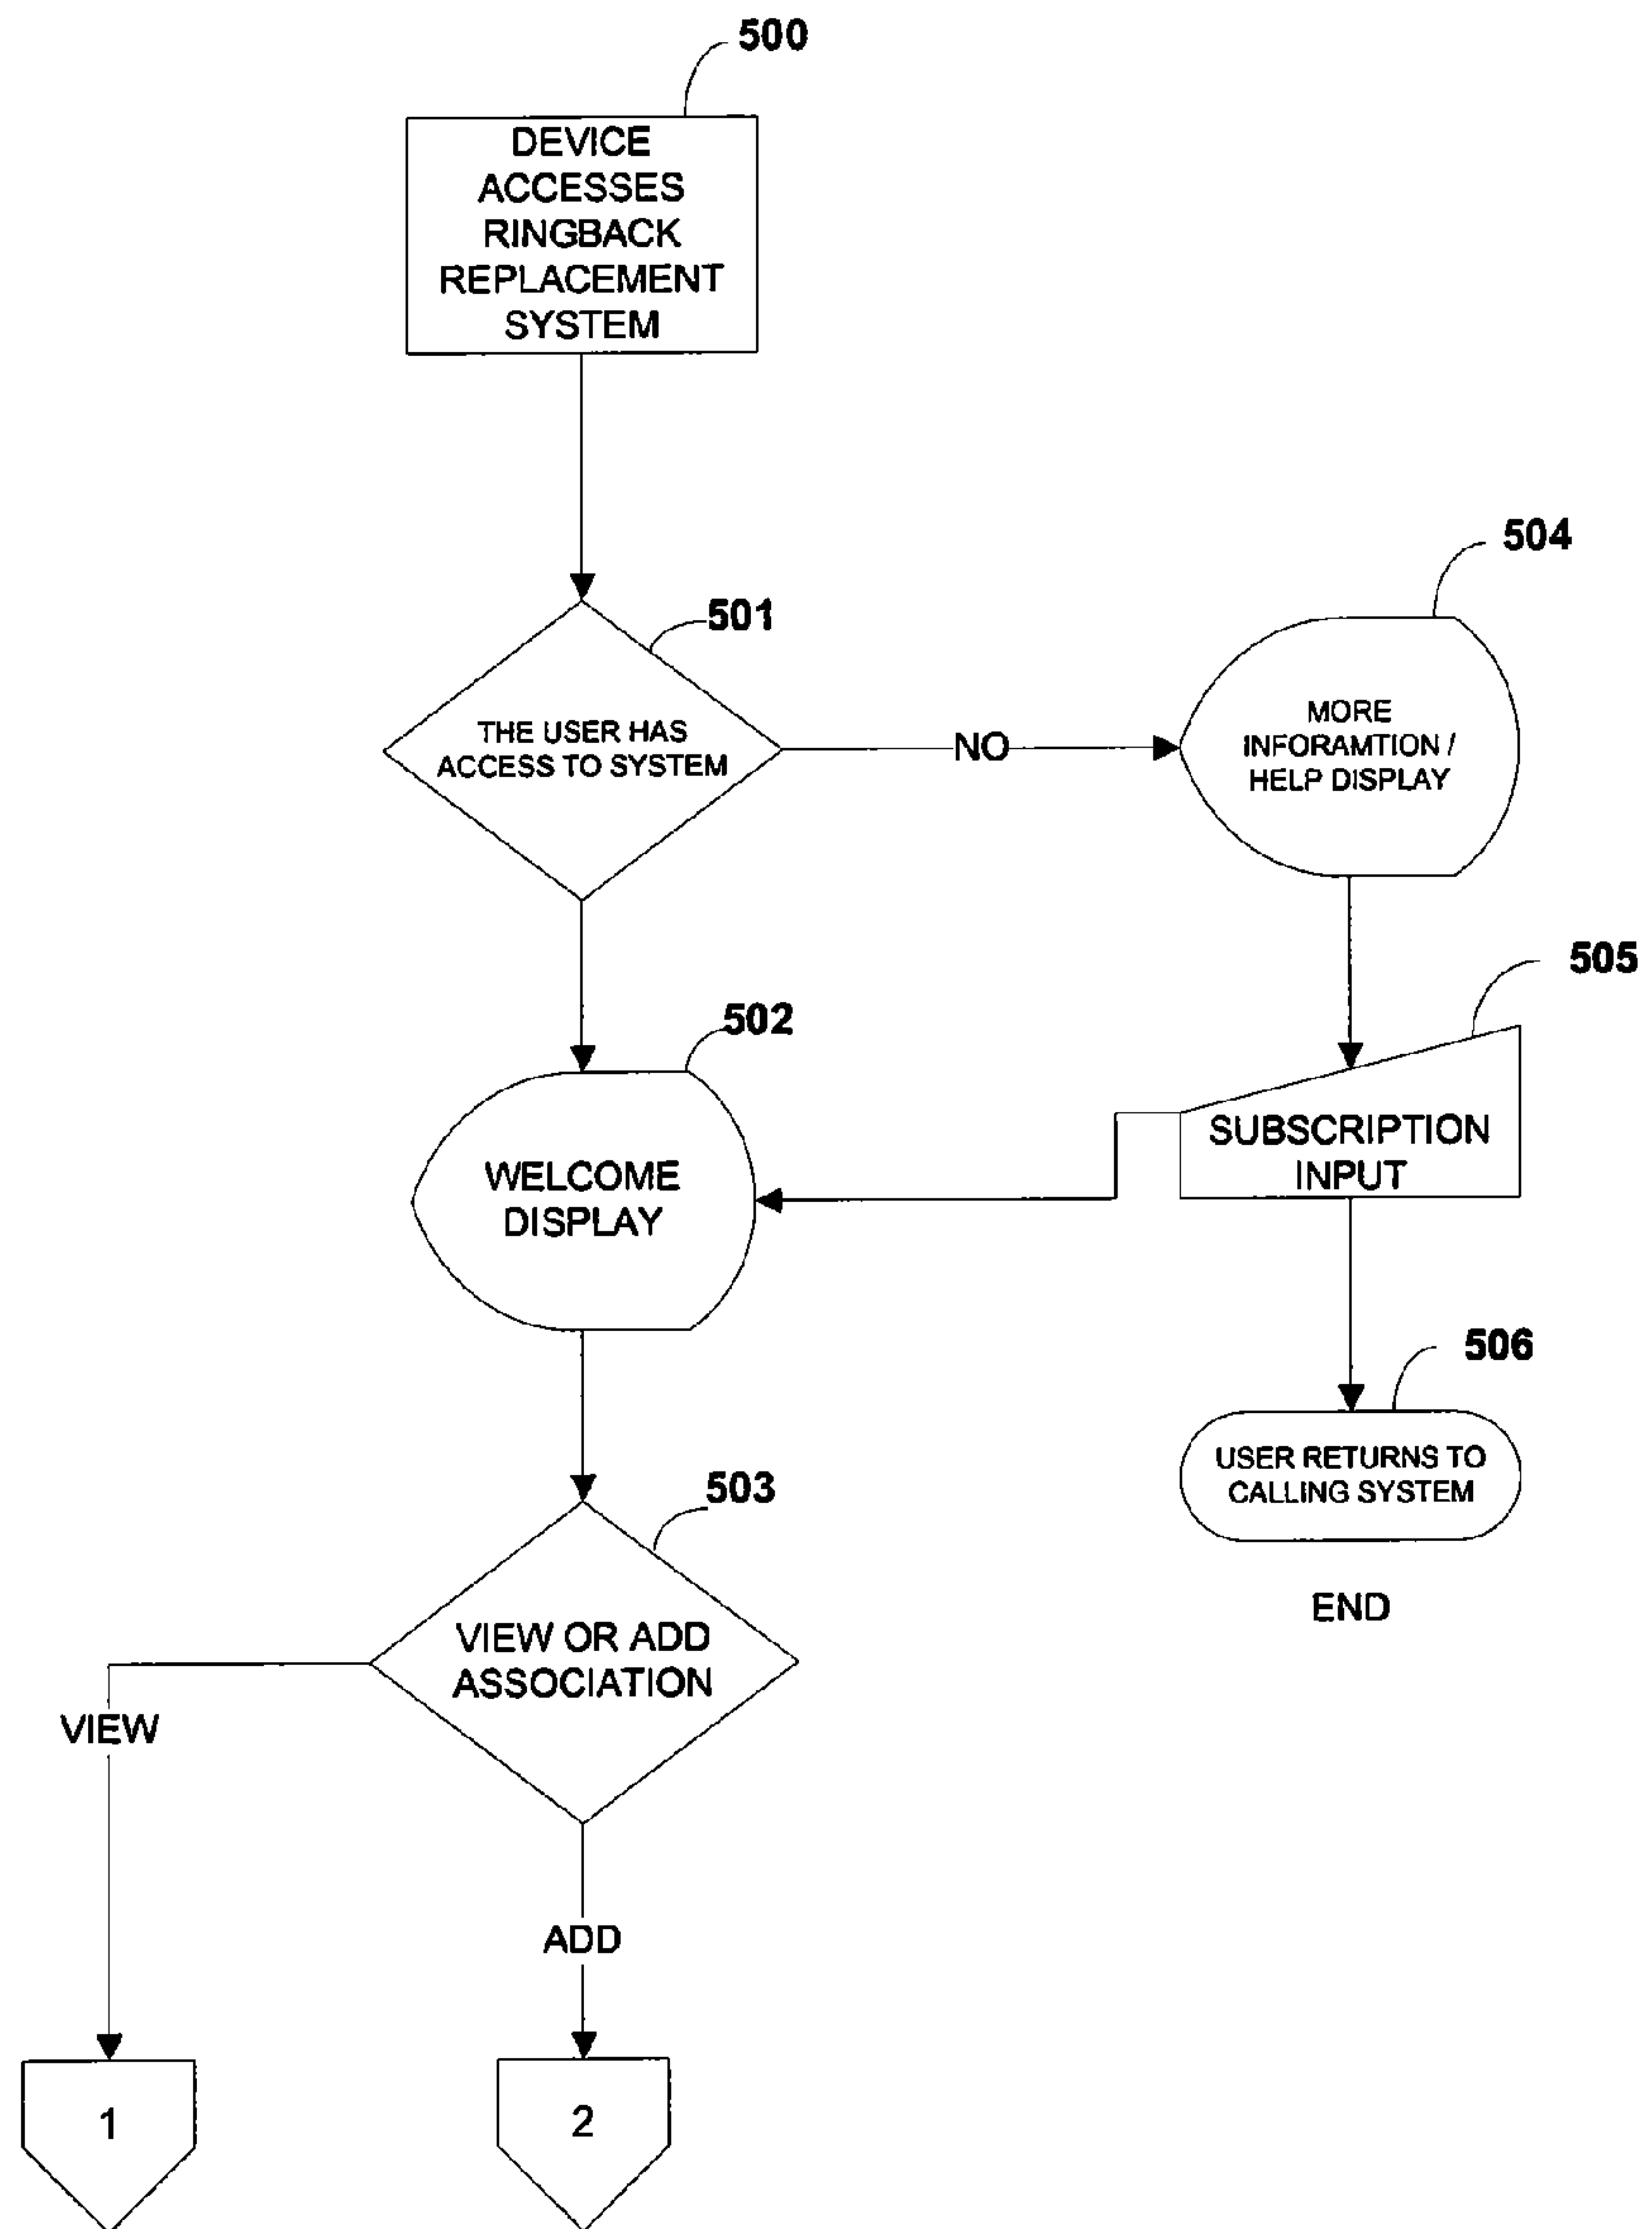 500
DEVICE
ACCESSES
RINGBACK
REPLACEMENT
SYSTEM
501
THE USER HAS
ACCESS TO SYSTEM
NO
504
MORE
INFORAMTION /
HELP DISPLAY
505
SUBSCRIPTION
INPUT
502
WELCOME
DISPLAY
506
USER RETURNS TO
CALLING SYSTEM
END
503
VIEW OR ADD
ASSOCIATION
VIEW
ADD
1
2